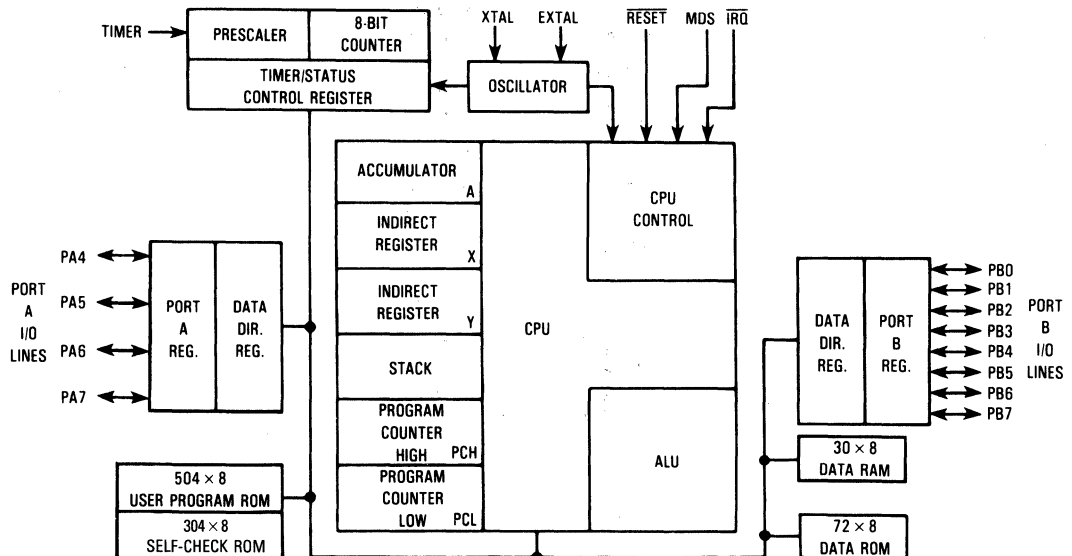 TIMER
PRESCALER
8-BIT
COUNTER
TIMER/STATUS
CONTROL REGISTER
XTAL
EXTAL
OSCILLATOR
RESET
MDS
IRQ
ACCUMULATOR
A
INDIRECT
REGISTER
X
INDIRECT
REGISTER
Y
STACK
PROGRAM
COUNTER
HIGH PCH
PROGRAM
COUNTER
LOW PCL
CPU
CPU
CONTROL
ALU
PORT
A
I/O
LINES
PA4
PA5
PA6
PA7
PORT
A
REG.
DATA
DIR.
REG.
504 × 8
USER PROGRAM ROM
304 × 8
SELF-CHECK ROM
DATA
DIR.
REG.
PORT
B
REG.
PB0
PB1
PB2
PB3
PB4
PB5
PB6
PB7
PORT
B
I/O
LINES
30 × 8
DATA RAM
72 × 8
DATA ROM